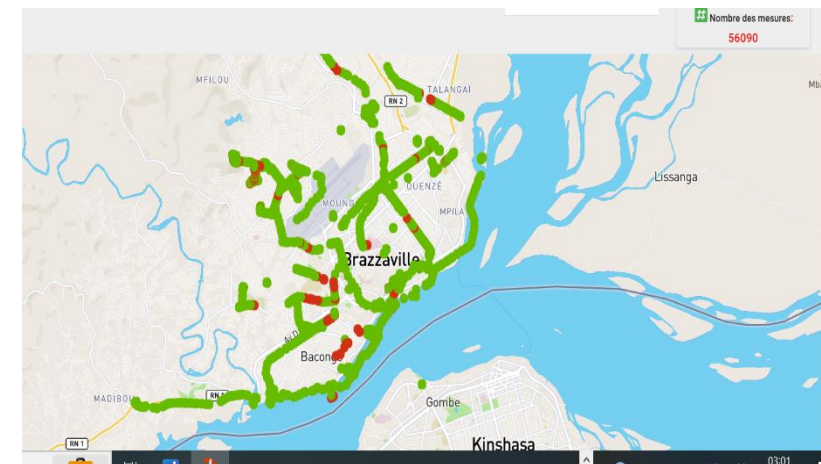 Nombre des mesures:
56090
MFILOU
TALANGAÏ
RN 2
Lissanga
OUENZÉ
MOUNG
MPILA
Brazzaville
Bacongo
MADIBOU
RN 1
Gombe
RN 1
Kinshasa
03:01